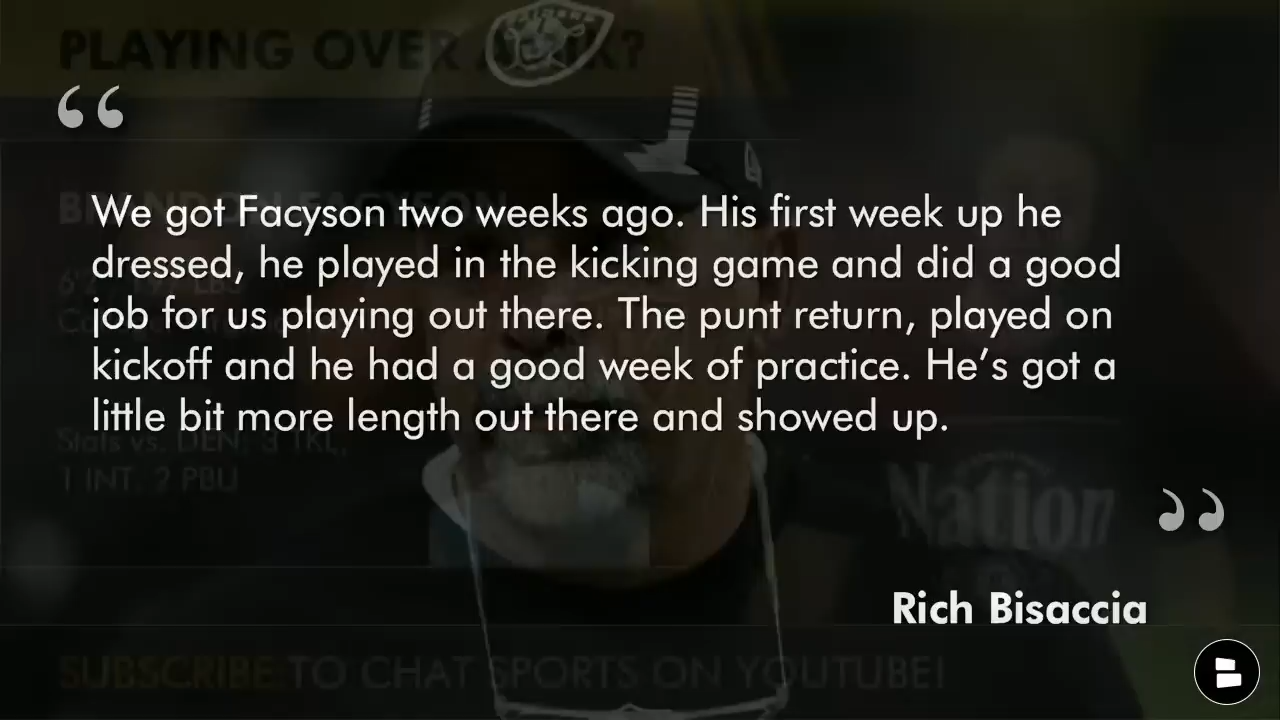 PLAYING OVER
“
We got Facyson two weeks ago. His first week up he
dressed, he played in the kicking game and did a good
job for us playing out there. The punt return, played on
kickoff and he had a good week of practice. He’s got a
little bit more length out there and showed up.
Stats vs. DEN: 8 TKL,
1 INT, 2 PBU
Nation
”
Rich Bisaccia
SUBSCRIBE TO CHAT SPORTS ON YOUTUBE!